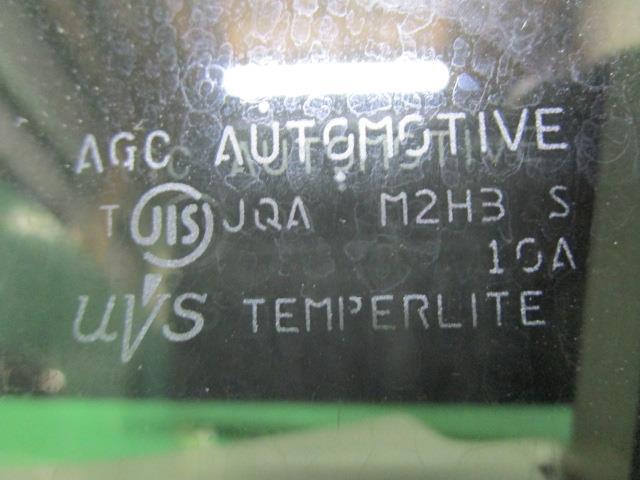 AGC AUTOMOTIVE
T JIS JQA M2H3 S
10A
UVS TEMPERLITE